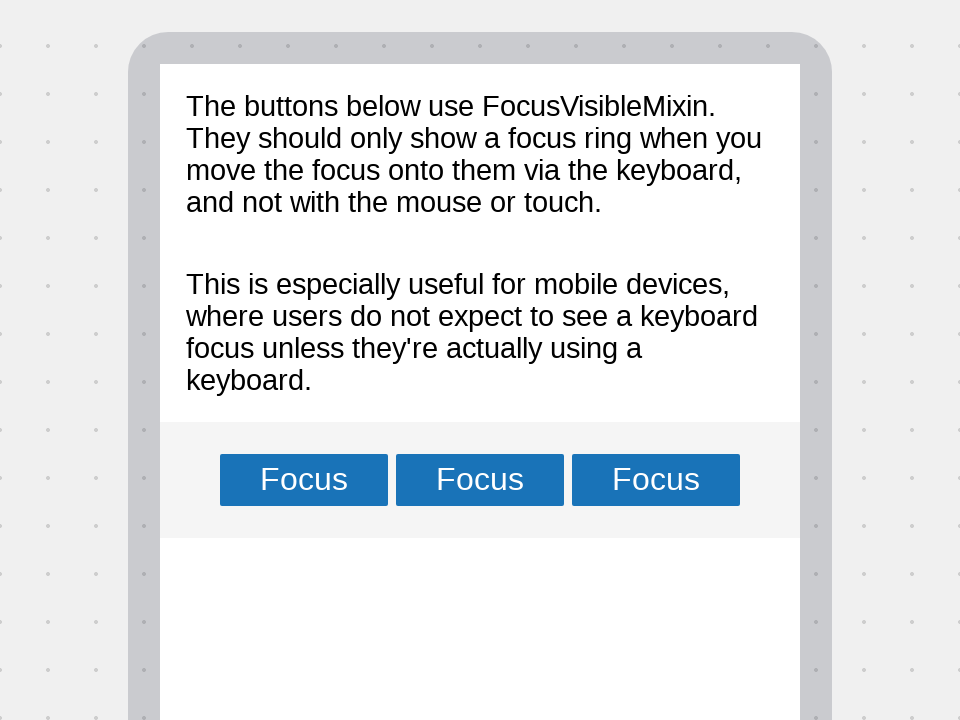 The buttons below use FocusVisibleMixin.
They should only show a focus ring when you
move the focus onto them via the keyboard,
and not with the mouse or touch.
This is especially useful for mobile devices,
where users do not expect to see a keyboard
focus unless they're actually using a
keyboard.
Focus Focus Focus